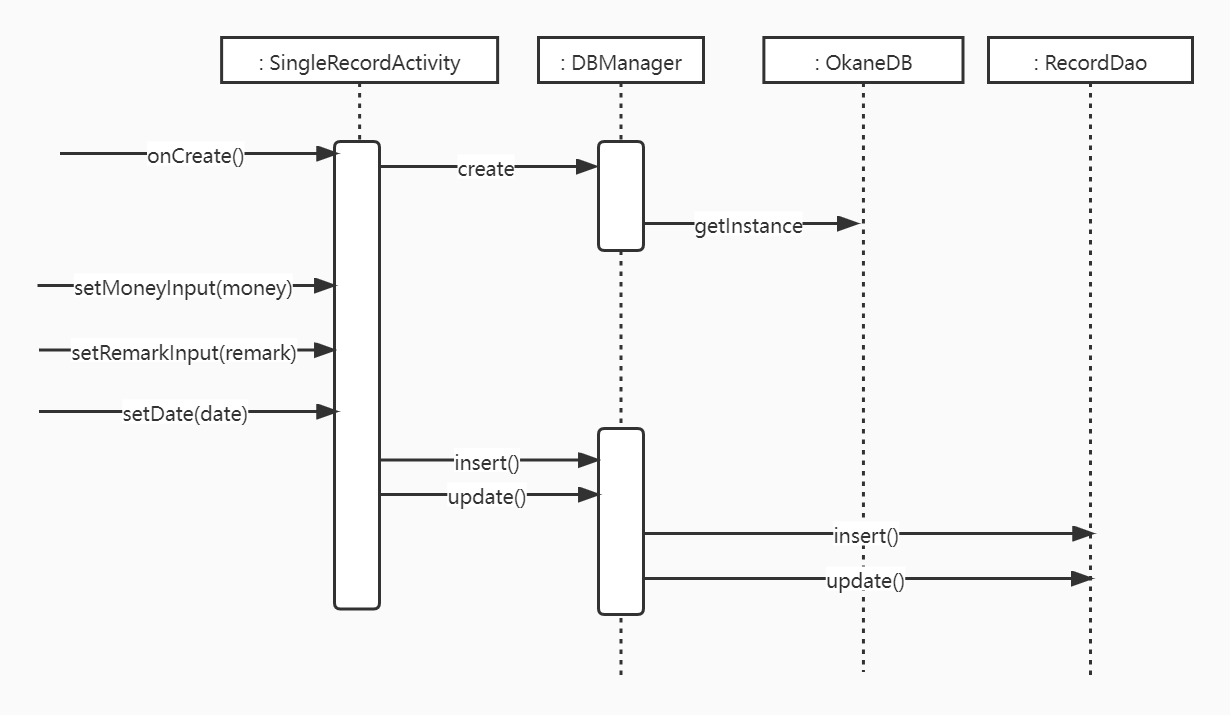 : SingleRecordActivity
: DBManager
: OkaneDB
: RecordDao
onCreate()
create
getInstance
setMoneyInput(money)
setRemarkInput(remark)
setDate(date)
insert()
update()
insert()
update()